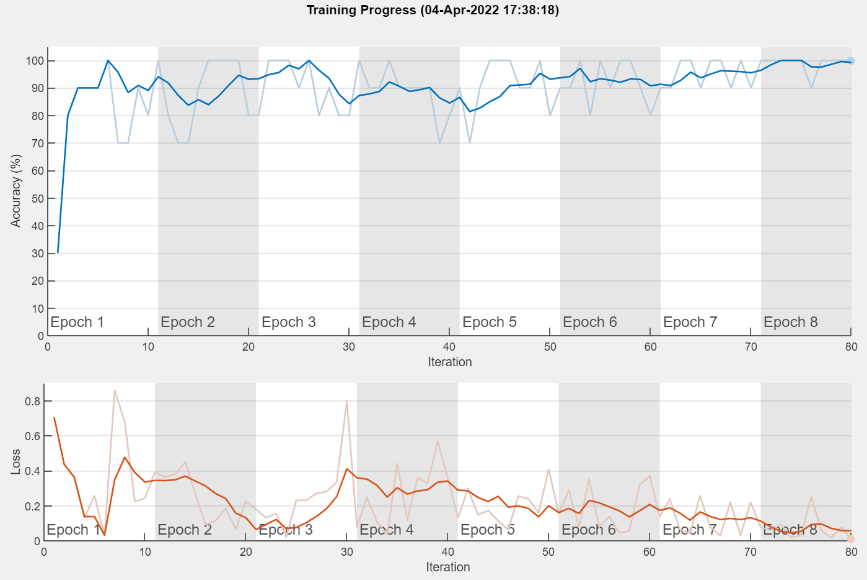 Training Progress (04-Apr-2022 17:38:18)
100
90
80
70
60
50
40
30
20
10
0
Accuracy (%)
Epoch 1 Epoch 2 Epoch 3 Epoch 4 Epoch 5 Epoch 6 Epoch 7 Epoch 8
0 10 20 30 40 50 60 70 80
Iteration
0.8
0.6
0.4
0.2
0
Loss
Epoch 1 Epoch 2 Epoch 3 Epoch 4 Epoch 5 Epoch 6 Epoch 7 Epoch 8
0 10 20 30 40 50 60 70 80
Iteration